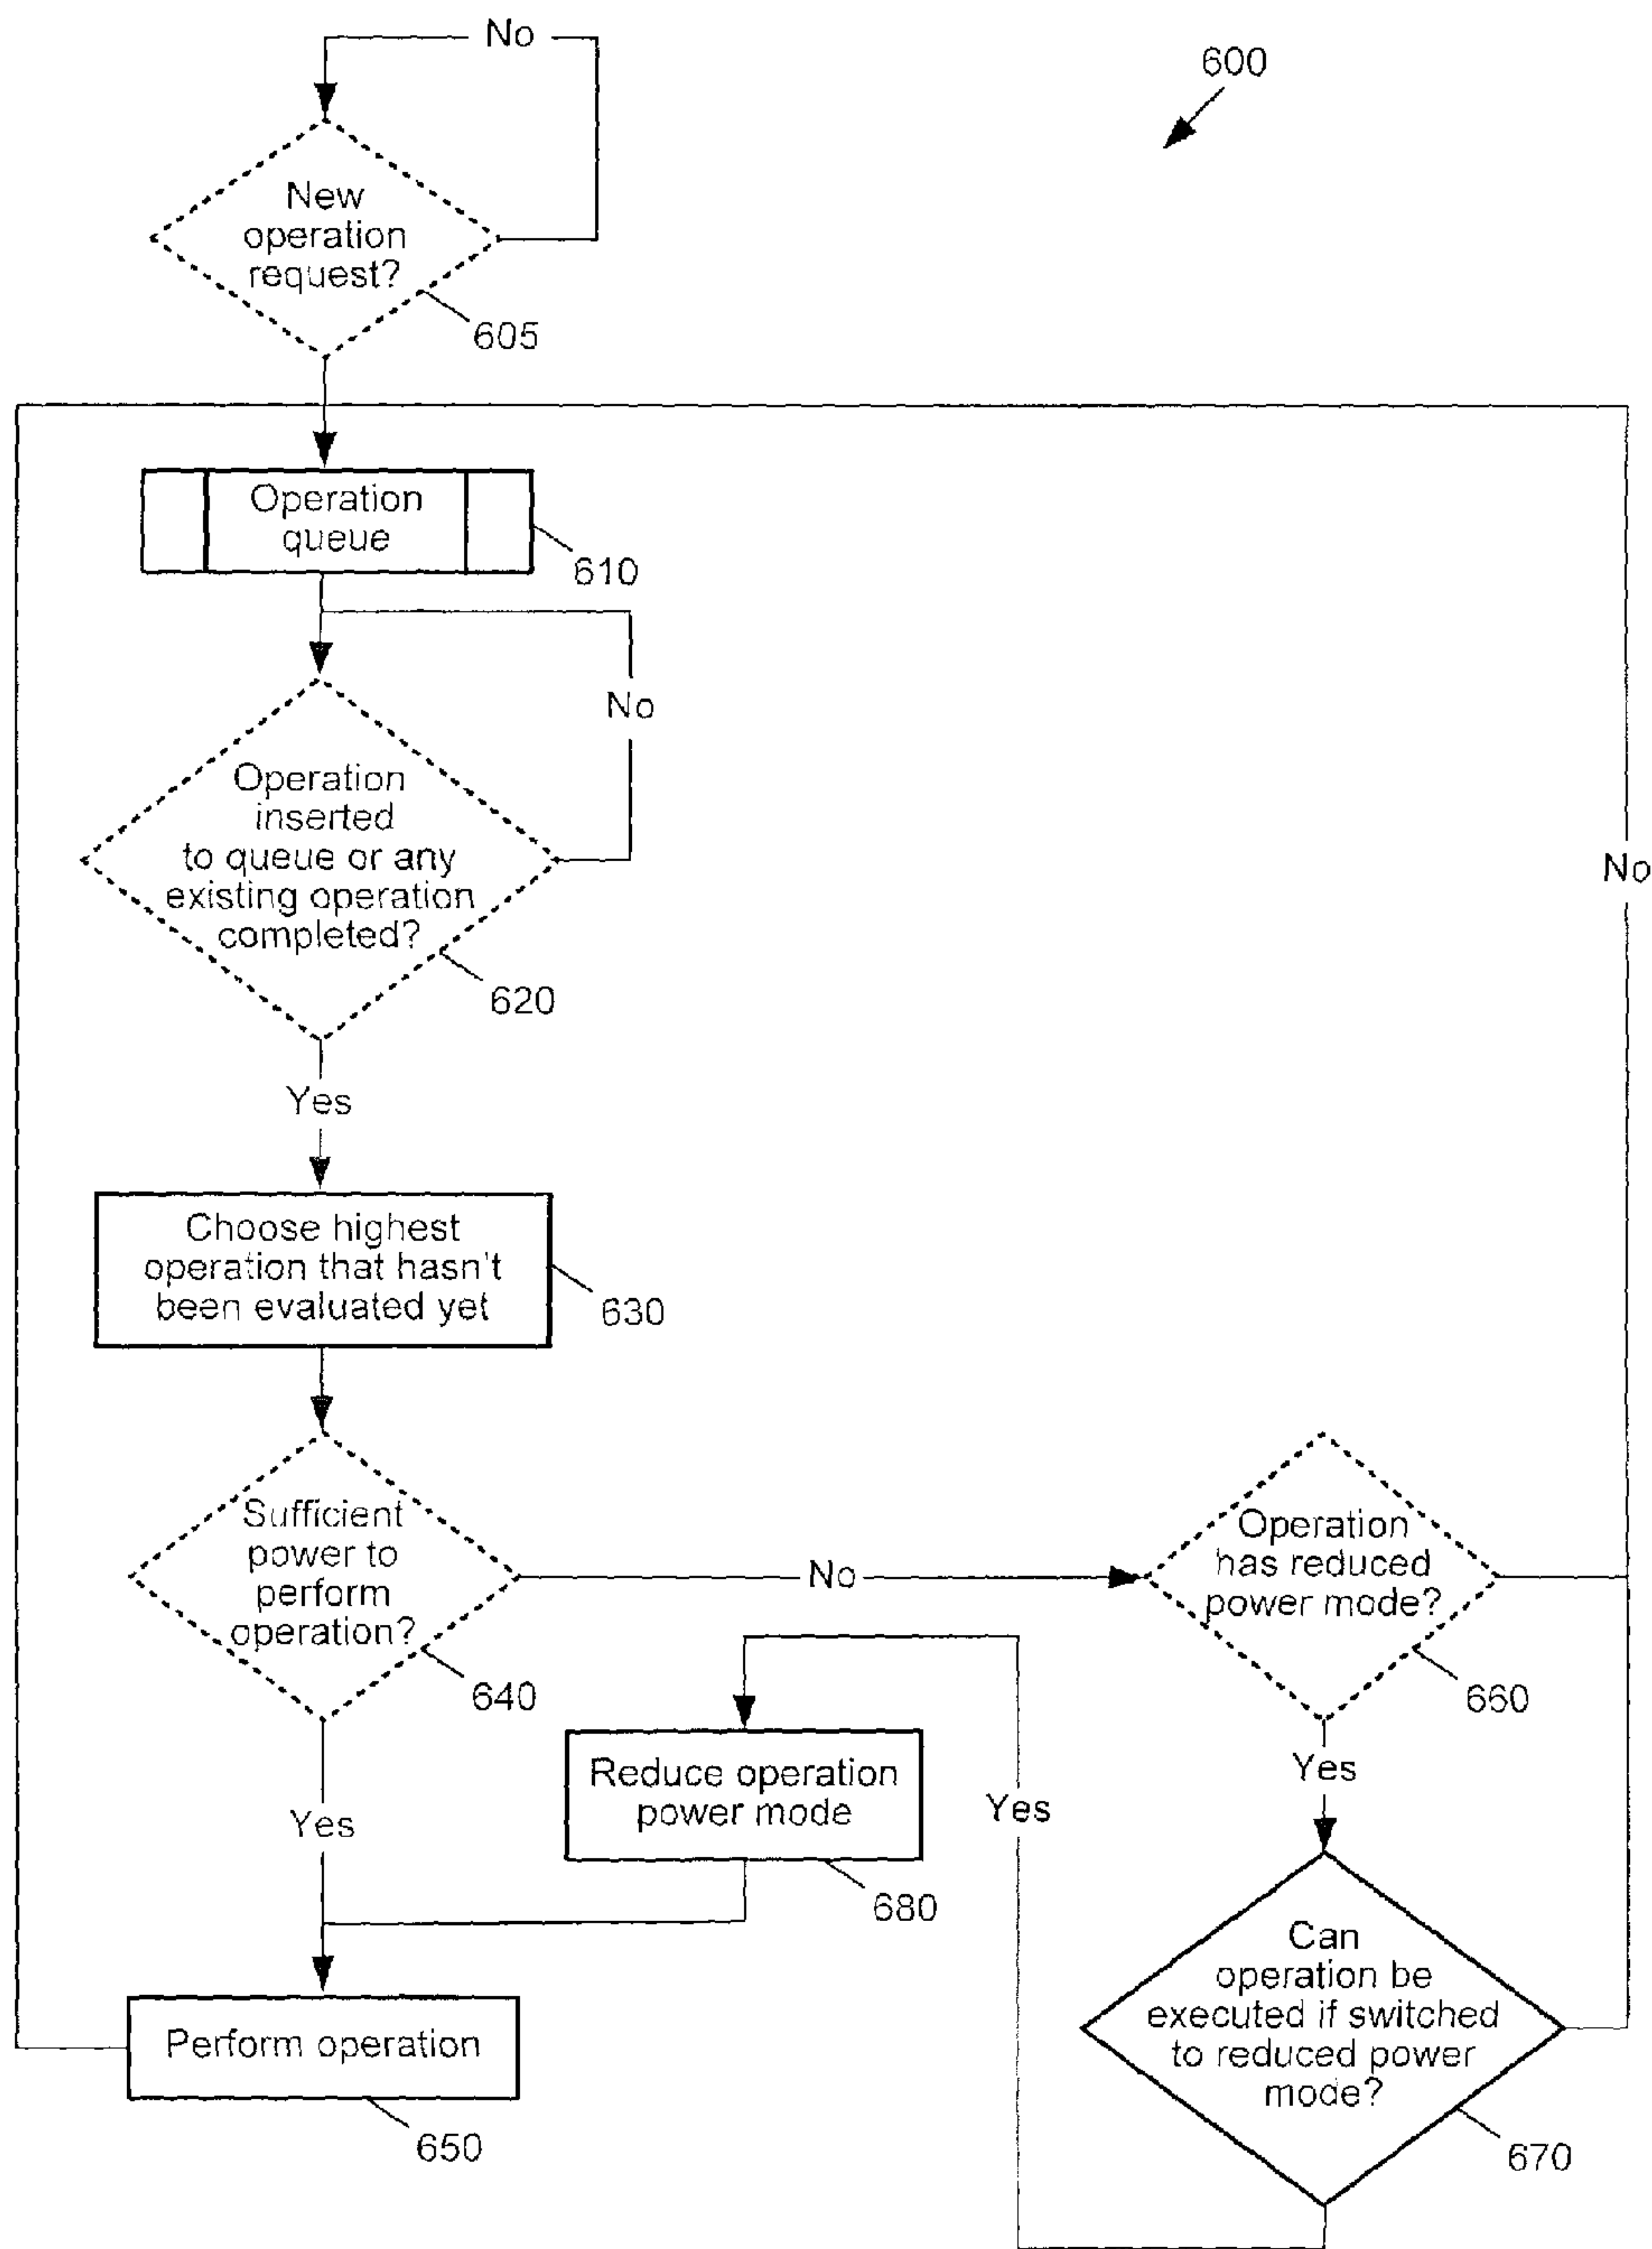 No
600
New
operation
request?
605
Operation
queue
610
No
Operation
inserted
to queue or any
existing operation
completed?
620
Yes
No
Choose highest
operation that hasn't
been evaluated yet
630
Sufficient
power to
perform
operation?
640
No
Operation
has reduced
power mode?
660
Yes
Reduce operation
power mode
680
Yes
Yes
Can
operation be
executed if switched
to reduced power
mode?
670
Perform operation
650